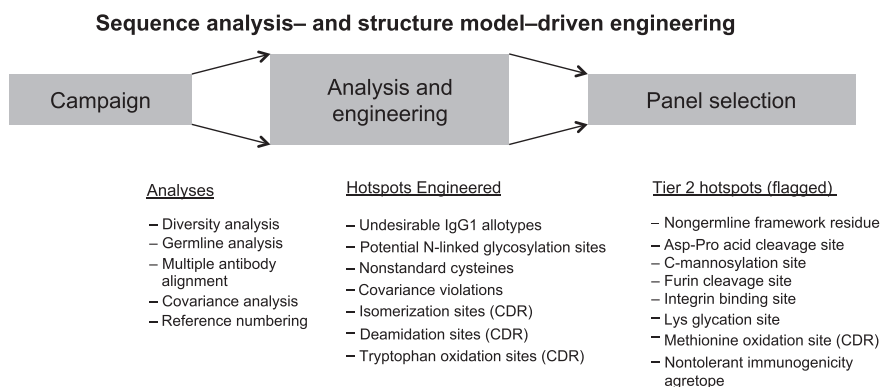 Sequence analysis– and structure model–driven engineering
Campaign
Analysis and
engineering
Panel selection
Analyses
– Diversity analysis
– Germline analysis
– Multiple antibody
alignment
– Covariance analysis
– Reference numbering
Hotspots Engineered
– Undesirable IgG1 allotypes
– Potential N-linked glycosylation sites
– Nonstandard cysteines
– Covariance violations
– Isomerization sites (CDR)
– Deamidation sites (CDR)
– Tryptophan oxidation sites (CDR)
Tier 2 hotspots (flagged)
– Nongermline framework residue
– Asp-Pro acid cleavage site
– C-mannosylation site
– Furin cleavage site
– Integrin binding site
– Lys glycation site
– Methionine oxidation site (CDR)
– Nontolerant immunogenicity
agretope